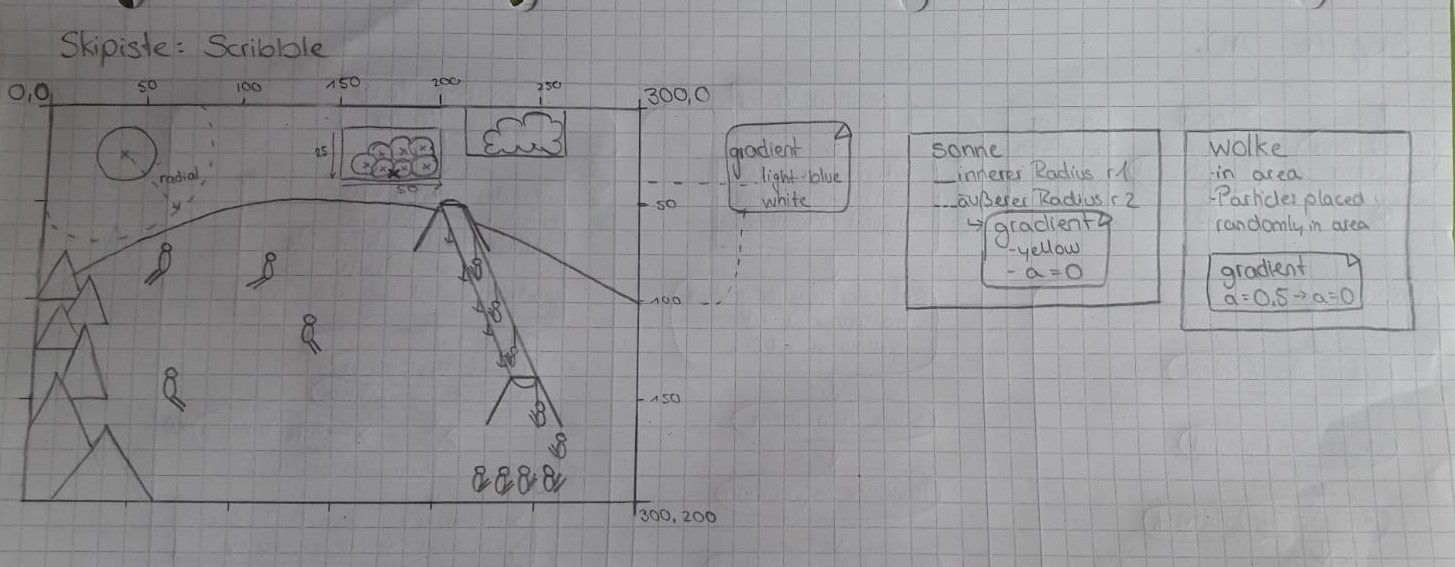 Skipiste: Scribble
0,0
50
100
150
200
250
300,0
radial
25
50
50
100
150
300,200
gradient
light-blue
white
Sonne
innerer Radius r1
äußerer Radius r2
gradient
-yellow
- a=0
Wolke
-in area
-Particles placed
randomly in area
gradient
a=0,5→a=0